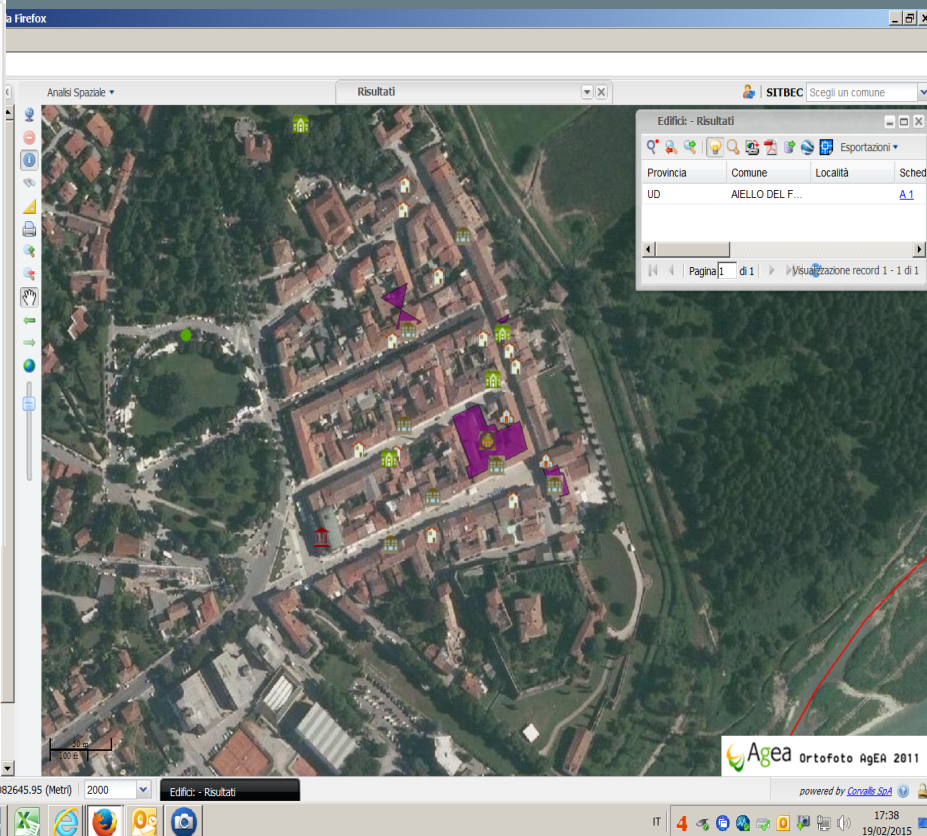 a Firefox
Analisi Spaziale
Risultati
SITBEC Scegli un comune
Edifici: - Risultati
Esportazioni
Provincia Comune Località Sched
UD AIELLO DEL F... A 1
Pagina 1 di 1 Visualizzazione record 1 - 1 di 1
50 m
100 ft
Agea Ortofoto AgEA 2011
082645.95 (Metri) 2000 Edifici: - Risultati powered by Corvallis SpA
IT 4 17:38
19/02/2015